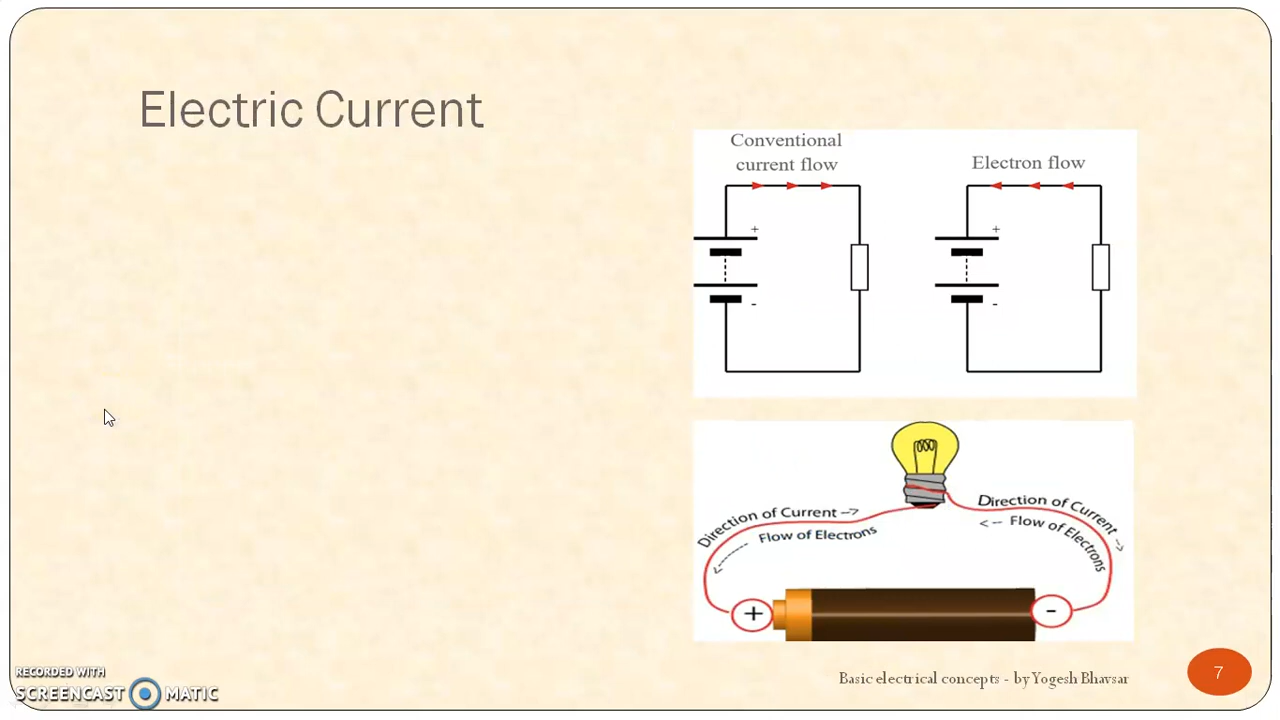 Electric Current
Conventional
current flow
Electron flow
+
+
-
-
Direction of Current -->
Flow of Electrons
Direction of Current -->
<-- Flow of Electrons
+
-
Basic electrical concepts - by Yogesh Bhavsar
7
RECORDED WITH
SCREENCAST MATIC